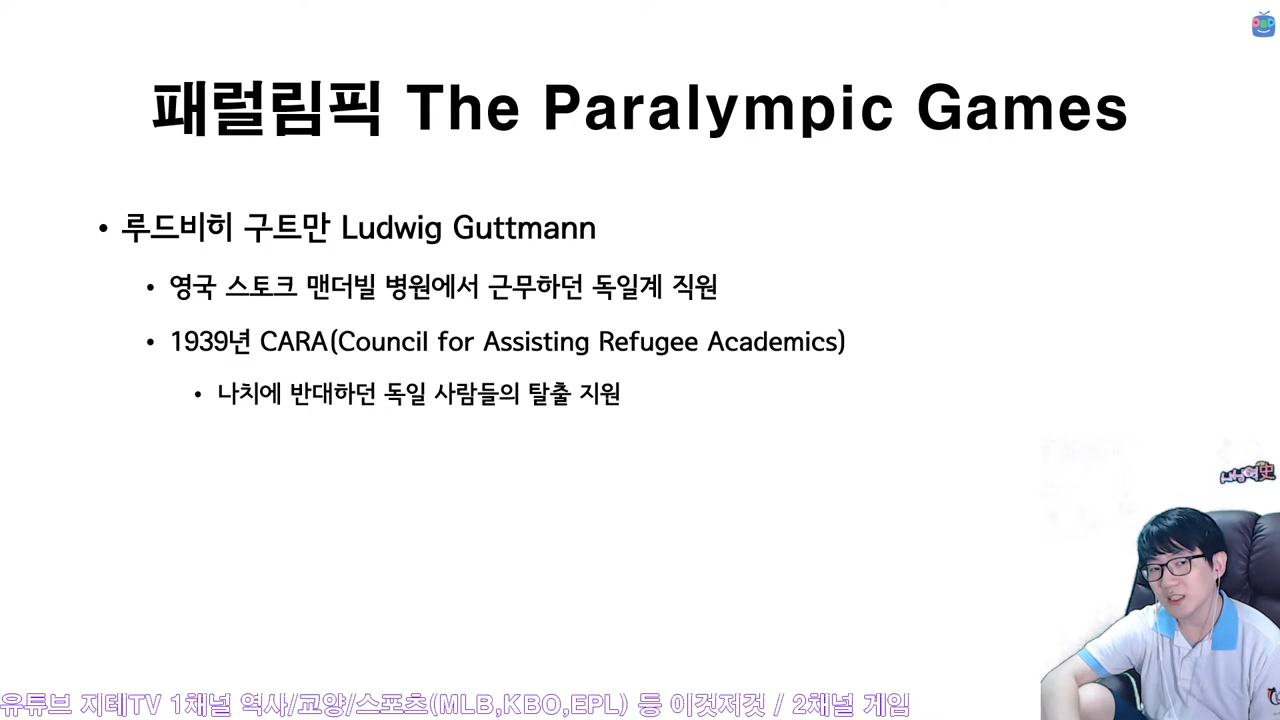 패럴림픽 The Paralympic Games
• 루드비히 구트만 Ludwig Guttmann
• 영국 스토크 맨더빌 병원에서 근무하던 독일계 직원
• 1939년 CARA(Council for Assisting Refugee Academics)
• 나치에 반대하던 독일 사람들의 탈출 지원
유튜브 지테TV 1채널 역사/교양/스포츠(MLB,KBO,EPL) 등 이것저것 / 2채널 게임